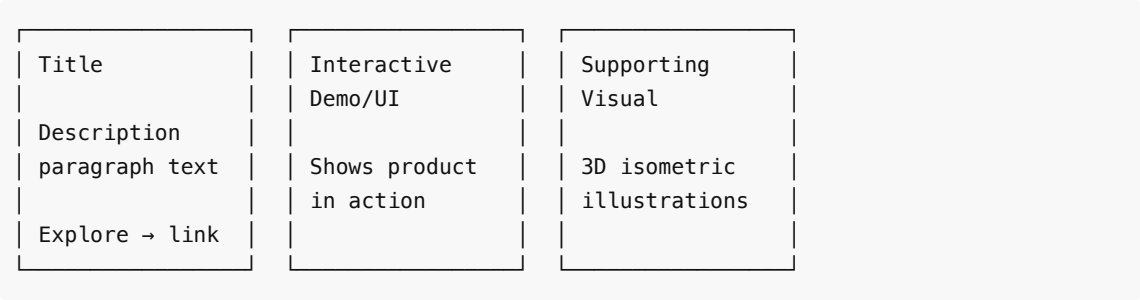 Title
Description
paragraph text
Explore → link
Interactive
Demo/UI
Shows product
in action
Supporting
Visual
3D isometric
illustrations